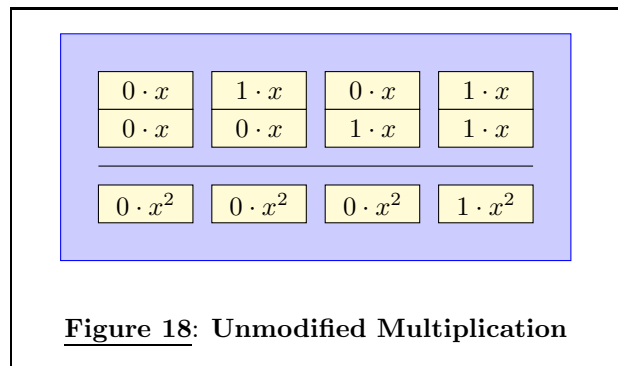 0 · x 1 · x 0 · x 1 · x
0 · x 0 · x 1 · x 1 · x
0 · x² 0 · x² 0 · x² 1 · x²
Figure 18: Unmodified Multiplication